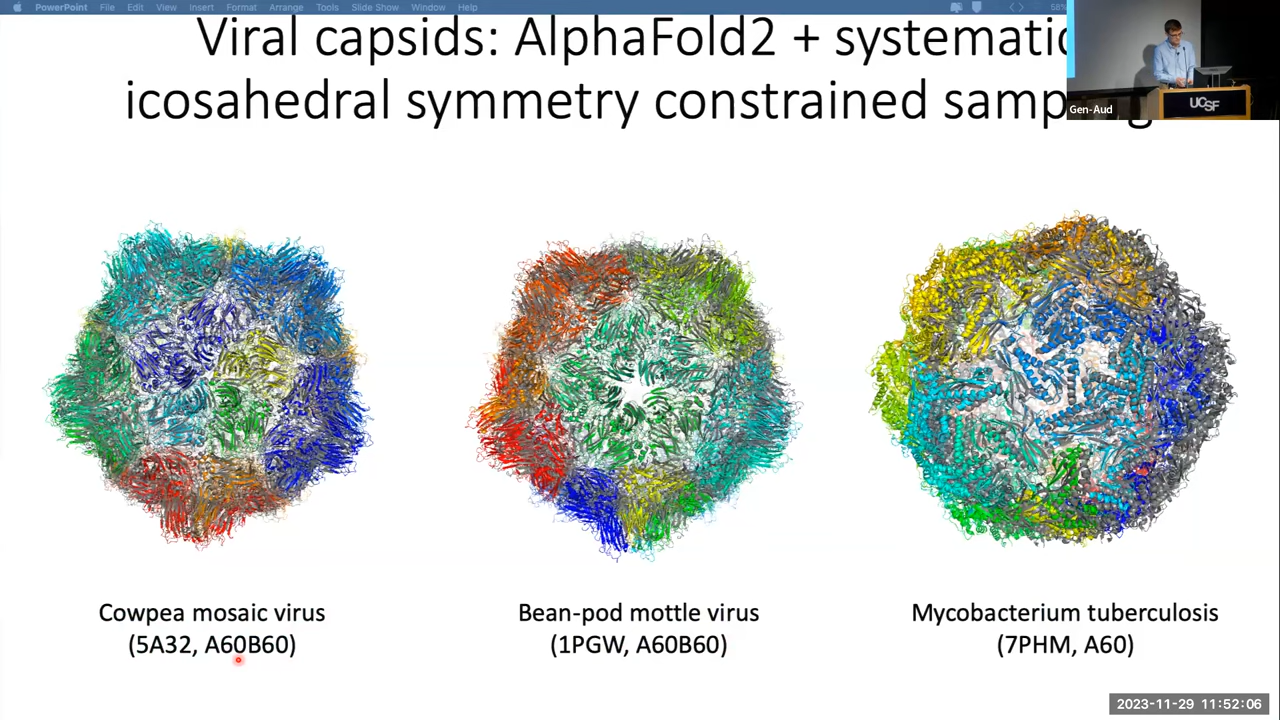 PowerPoint File Edit View Insert Format Arrange Tools Slide Show Window Help 58%
Viral capsids: AlphaFold2 + systematic
icosahedral symmetry constrained samp g
Gen-Aud
UCSF
Cowpea mosaic virus
(5A32, A60B60)
Bean-pod mottle virus
(1PGW, A60B60)
Mycobacterium tuberculosis
(7PHM, A60)
2023-11-29 11:52:06